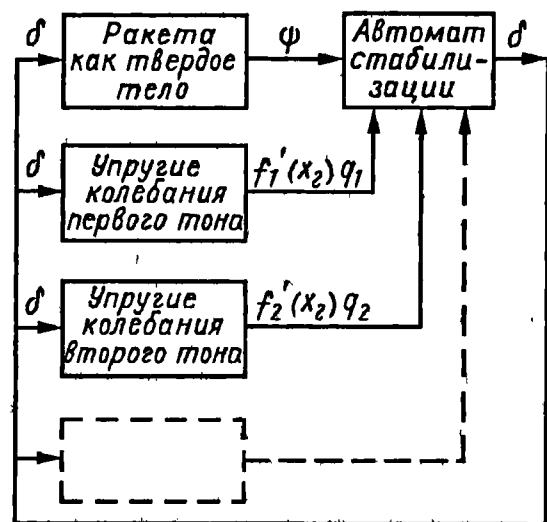 δ
Ракета
как твердое
тело
ψ
Автомат
стабили-
зации
δ
δ
Упругие
колебания
первого тона
f₁'(x₂)q₁
δ
Упругие
колебания
второго тона
f₂'(x₂)q₂